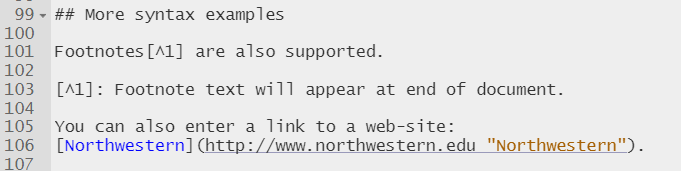 99 ## More syntax examples
100
101 Footnotes[^1] are also supported.
102
103 [^1]: Footnote text will appear at end of document.
104
105 You can also enter a link to a web-site:
106 [Northwestern](http://www.northwestern.edu "Northwestern").
107